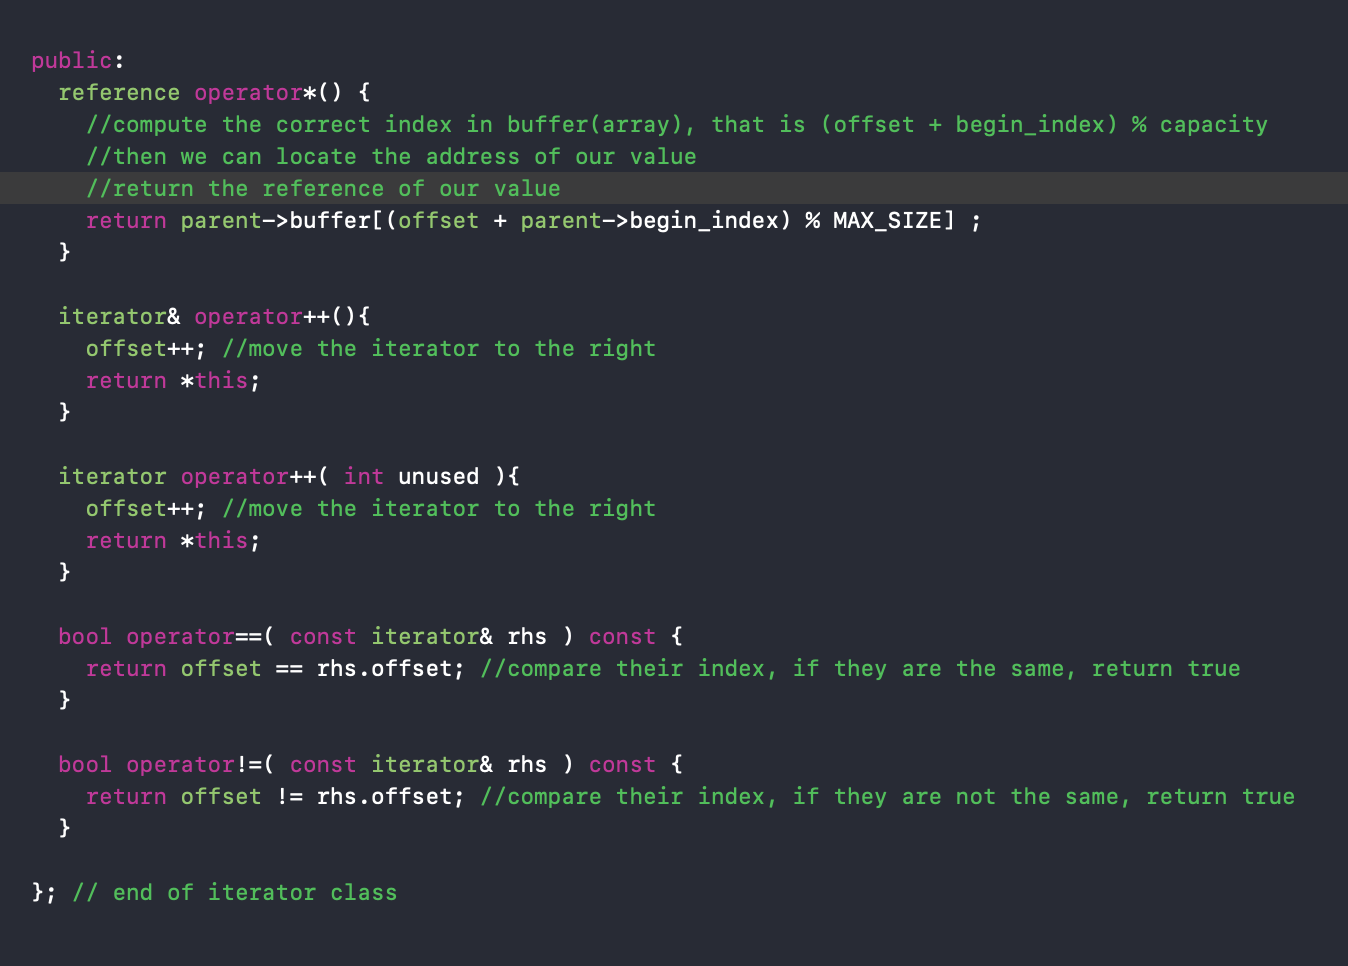 public:
reference operator*() {
//compute the correct index in buffer(array), that is (offset + begin_index) % capacity
//then we can locate the address of our value
//return the reference of our value
return parent->buffer[(offset + parent->begin_index) % MAX_SIZE] ;
}
iterator& operator++(){
offset++; //move the iterator to the right
return *this;
}
iterator operator++( int unused ){
offset++; //move the iterator to the right
return *this;
}
bool operator==( const iterator& rhs ) const {
return offset == rhs.offset; //compare their index, if they are the same, return true
}
bool operator!=( const iterator& rhs ) const {
return offset != rhs.offset; //compare their index, if they are not the same, return true
}
}; // end of iterator class